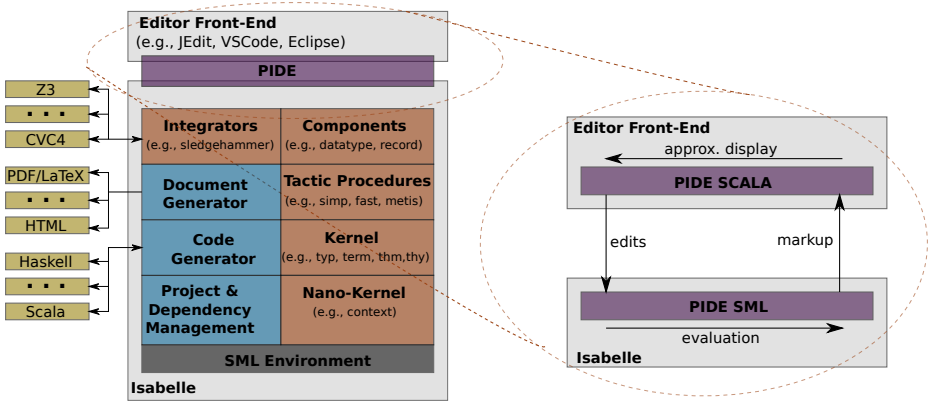 Editor Front-End
(e.g., JEdit, VSCode, Eclipse)
PIDE
Z3
. . .
CVC4
PDF/LaTeX
. . .
HTML
Haskell
. . .
Scala
Integrators
(e.g., sledgehammer)
Components
(e.g., datatype, record)
Document
Generator
Tactic Procedures
(e.g., simp, fast, metis)
Code
Generator
Kernel
(e.g., typ, term, thm,thy)
Project &
Dependency
Management
Nano-Kernel
(e.g., context)
SML Environment
Isabelle
Editor Front-End
approx. display
PIDE SCALA
edits
markup
PIDE SML
evaluation
Isabelle